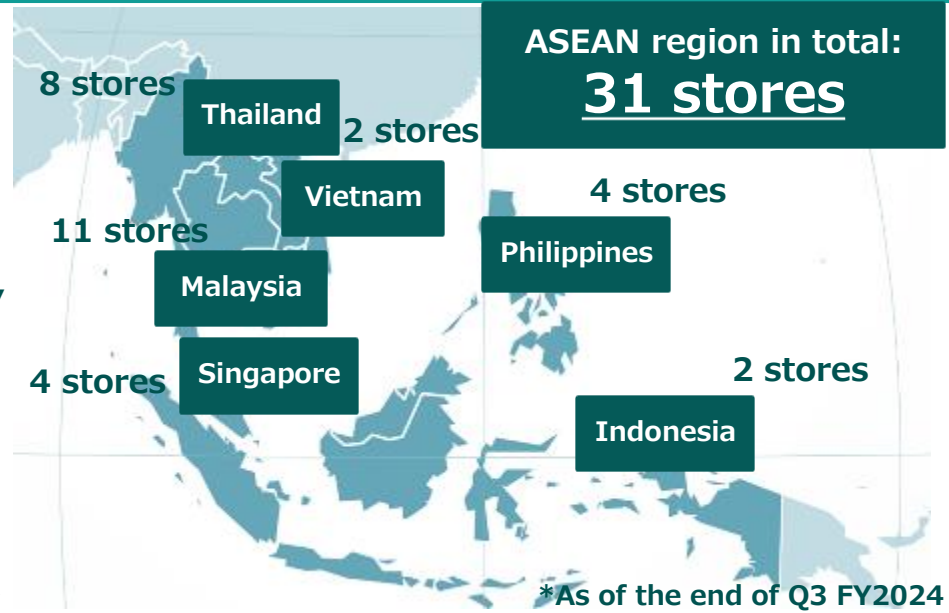 ASEAN region in total:
31 stores
8 stores
Thailand
2 stores
Vietnam
4 stores
Philippines
11 stores
Malaysia
4 stores
Singapore
2 stores
Indonesia
*As of the end of Q3 FY2024